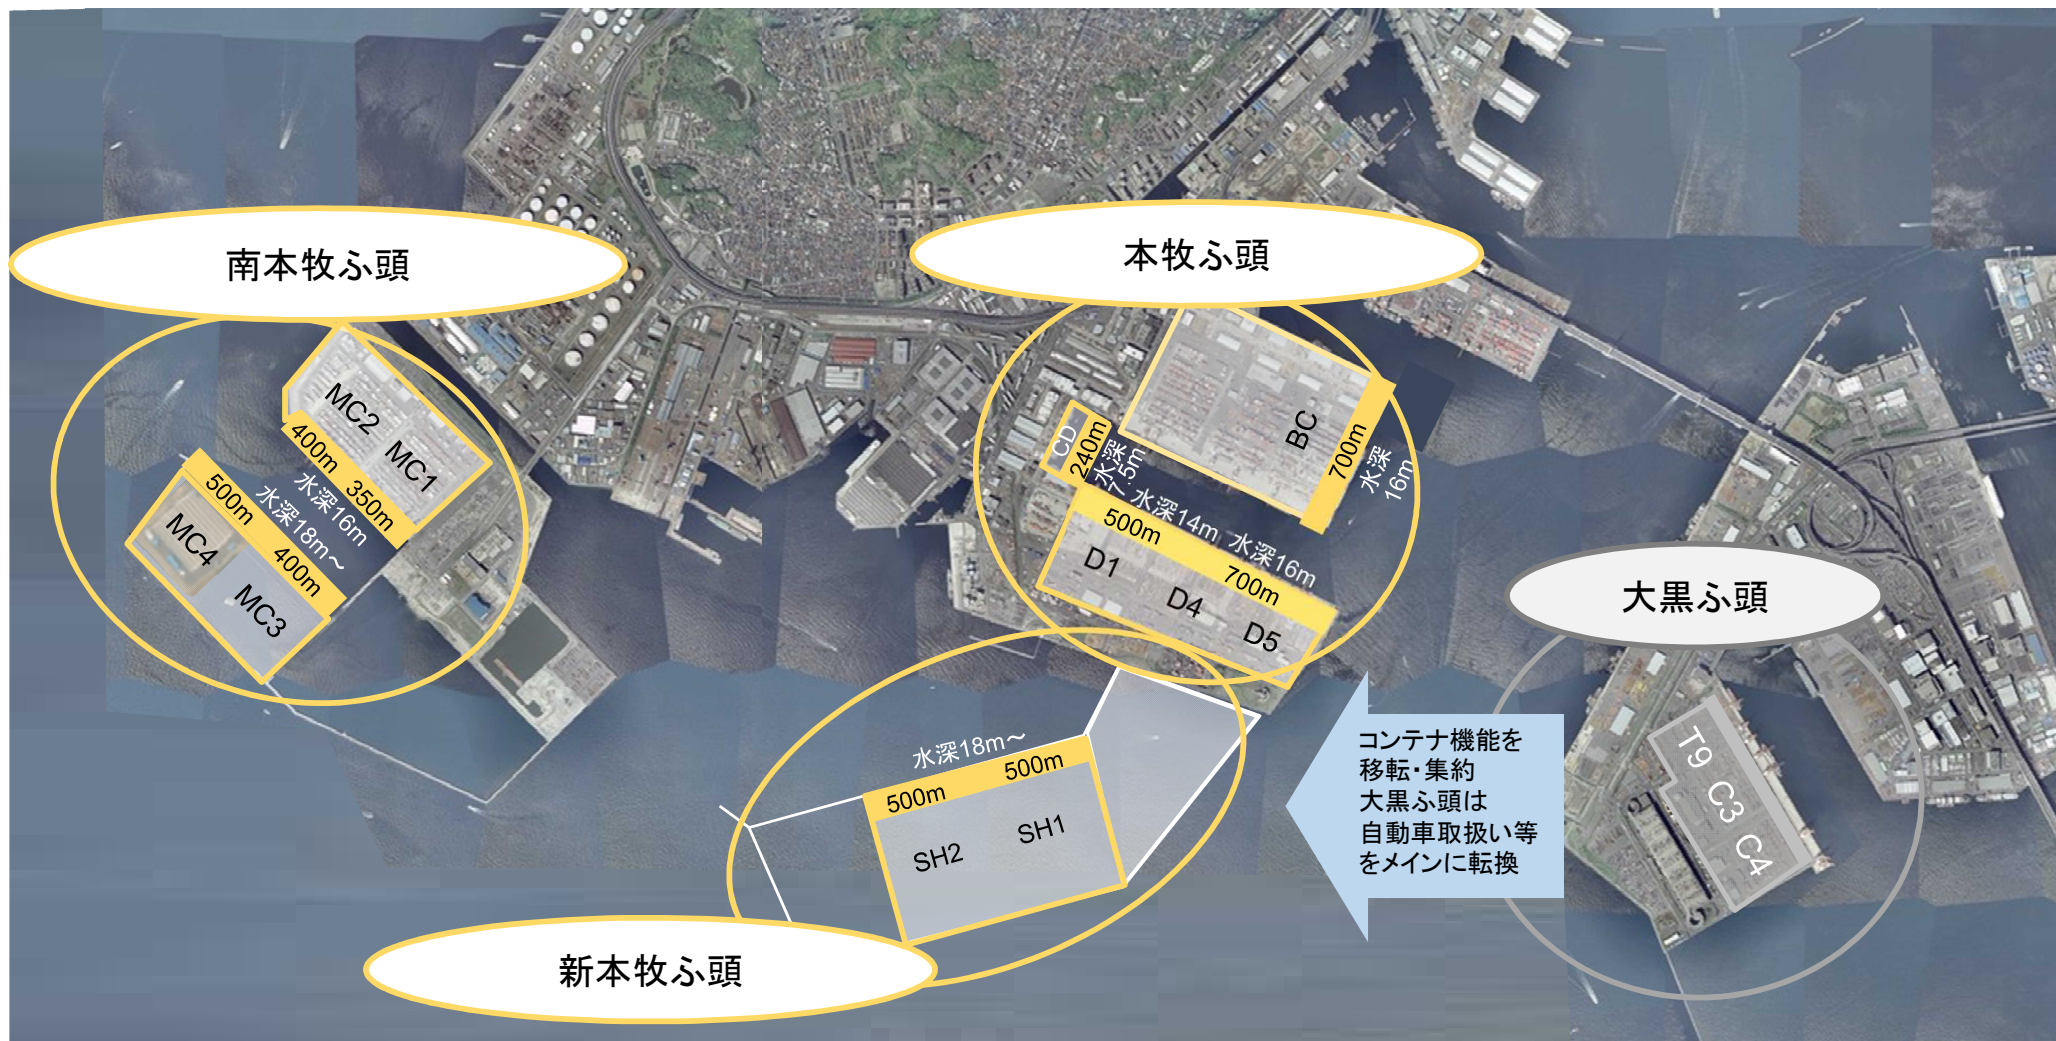 南本牧ふ頭
MC2
MC1
400m
350m
水深16m
水深18m～
500m
400m
MC4
MC3
本牧ふ頭
BC
700m
水深
16m
CD
240m
水深
7.5m
水深14m
水深16m
500m
700m
D1
D4
D5
大黒ふ頭
T9
C3
C4
コンテナ機能を
移転・集約
大黒ふ頭は
自動車取扱い等
をメインに転換
水深18m～
500m
500m
SH2
SH1
新本牧ふ頭